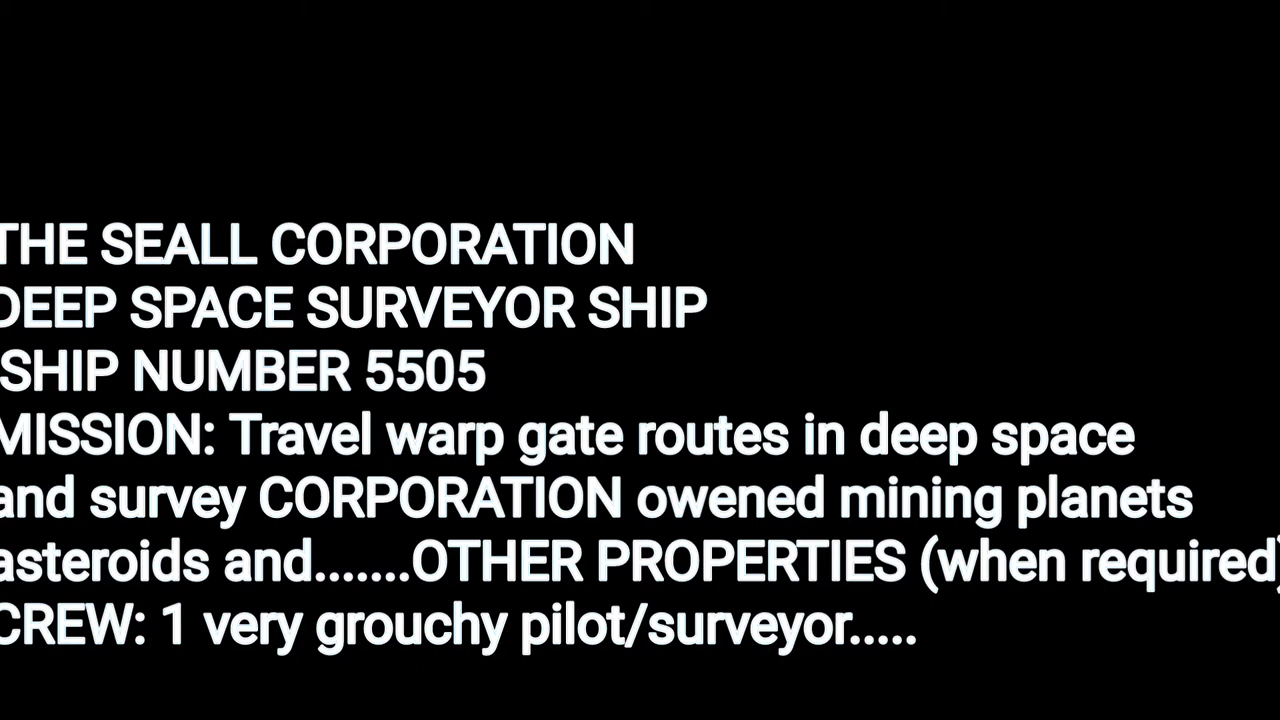 THE SEALL CORPORATION
DEEP SPACE SURVEYOR SHIP
SHIP NUMBER 5505
MISSION: Travel warp gate routes in deep space
and survey CORPORATION owened mining planets
asteroids and.......OTHER PROPERTIES (when required)
CREW: 1 very grouchy pilot/surveyor.....